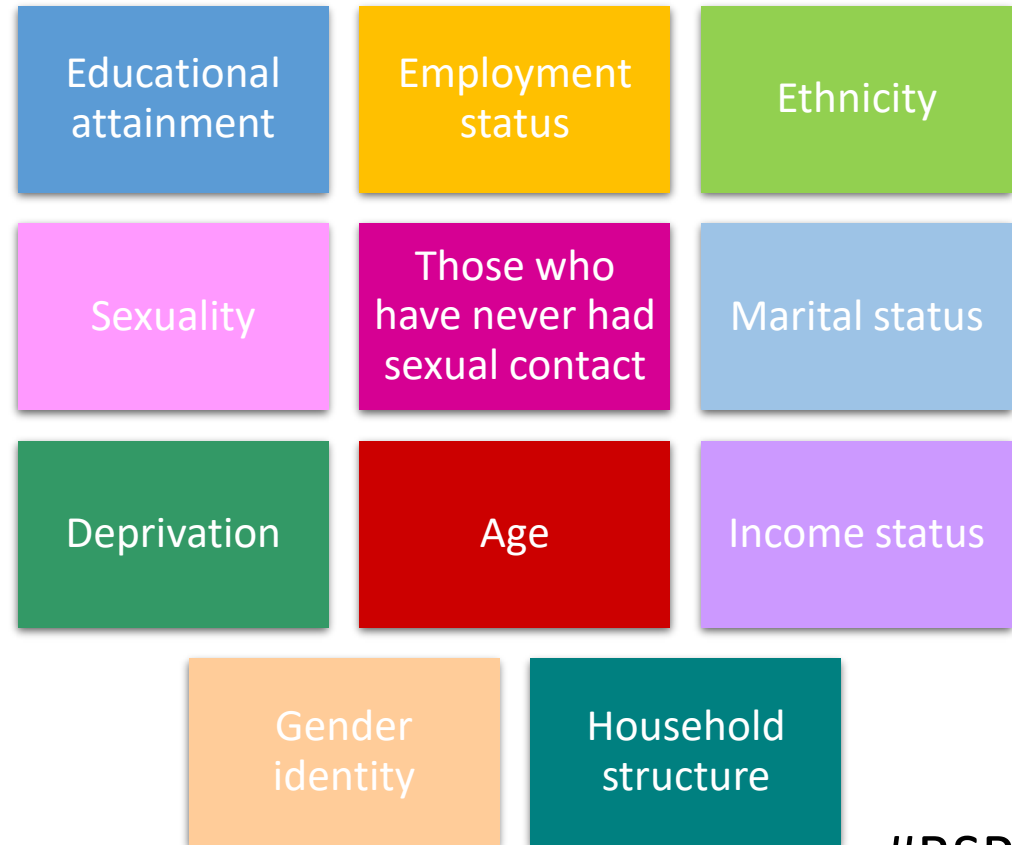 Educational
attainment
Employment
status
Ethnicity
Sexuality
Those who
have never had
sexual contact
Marital status
Deprivation
Age
Income status
Gender
identity
Household
structure